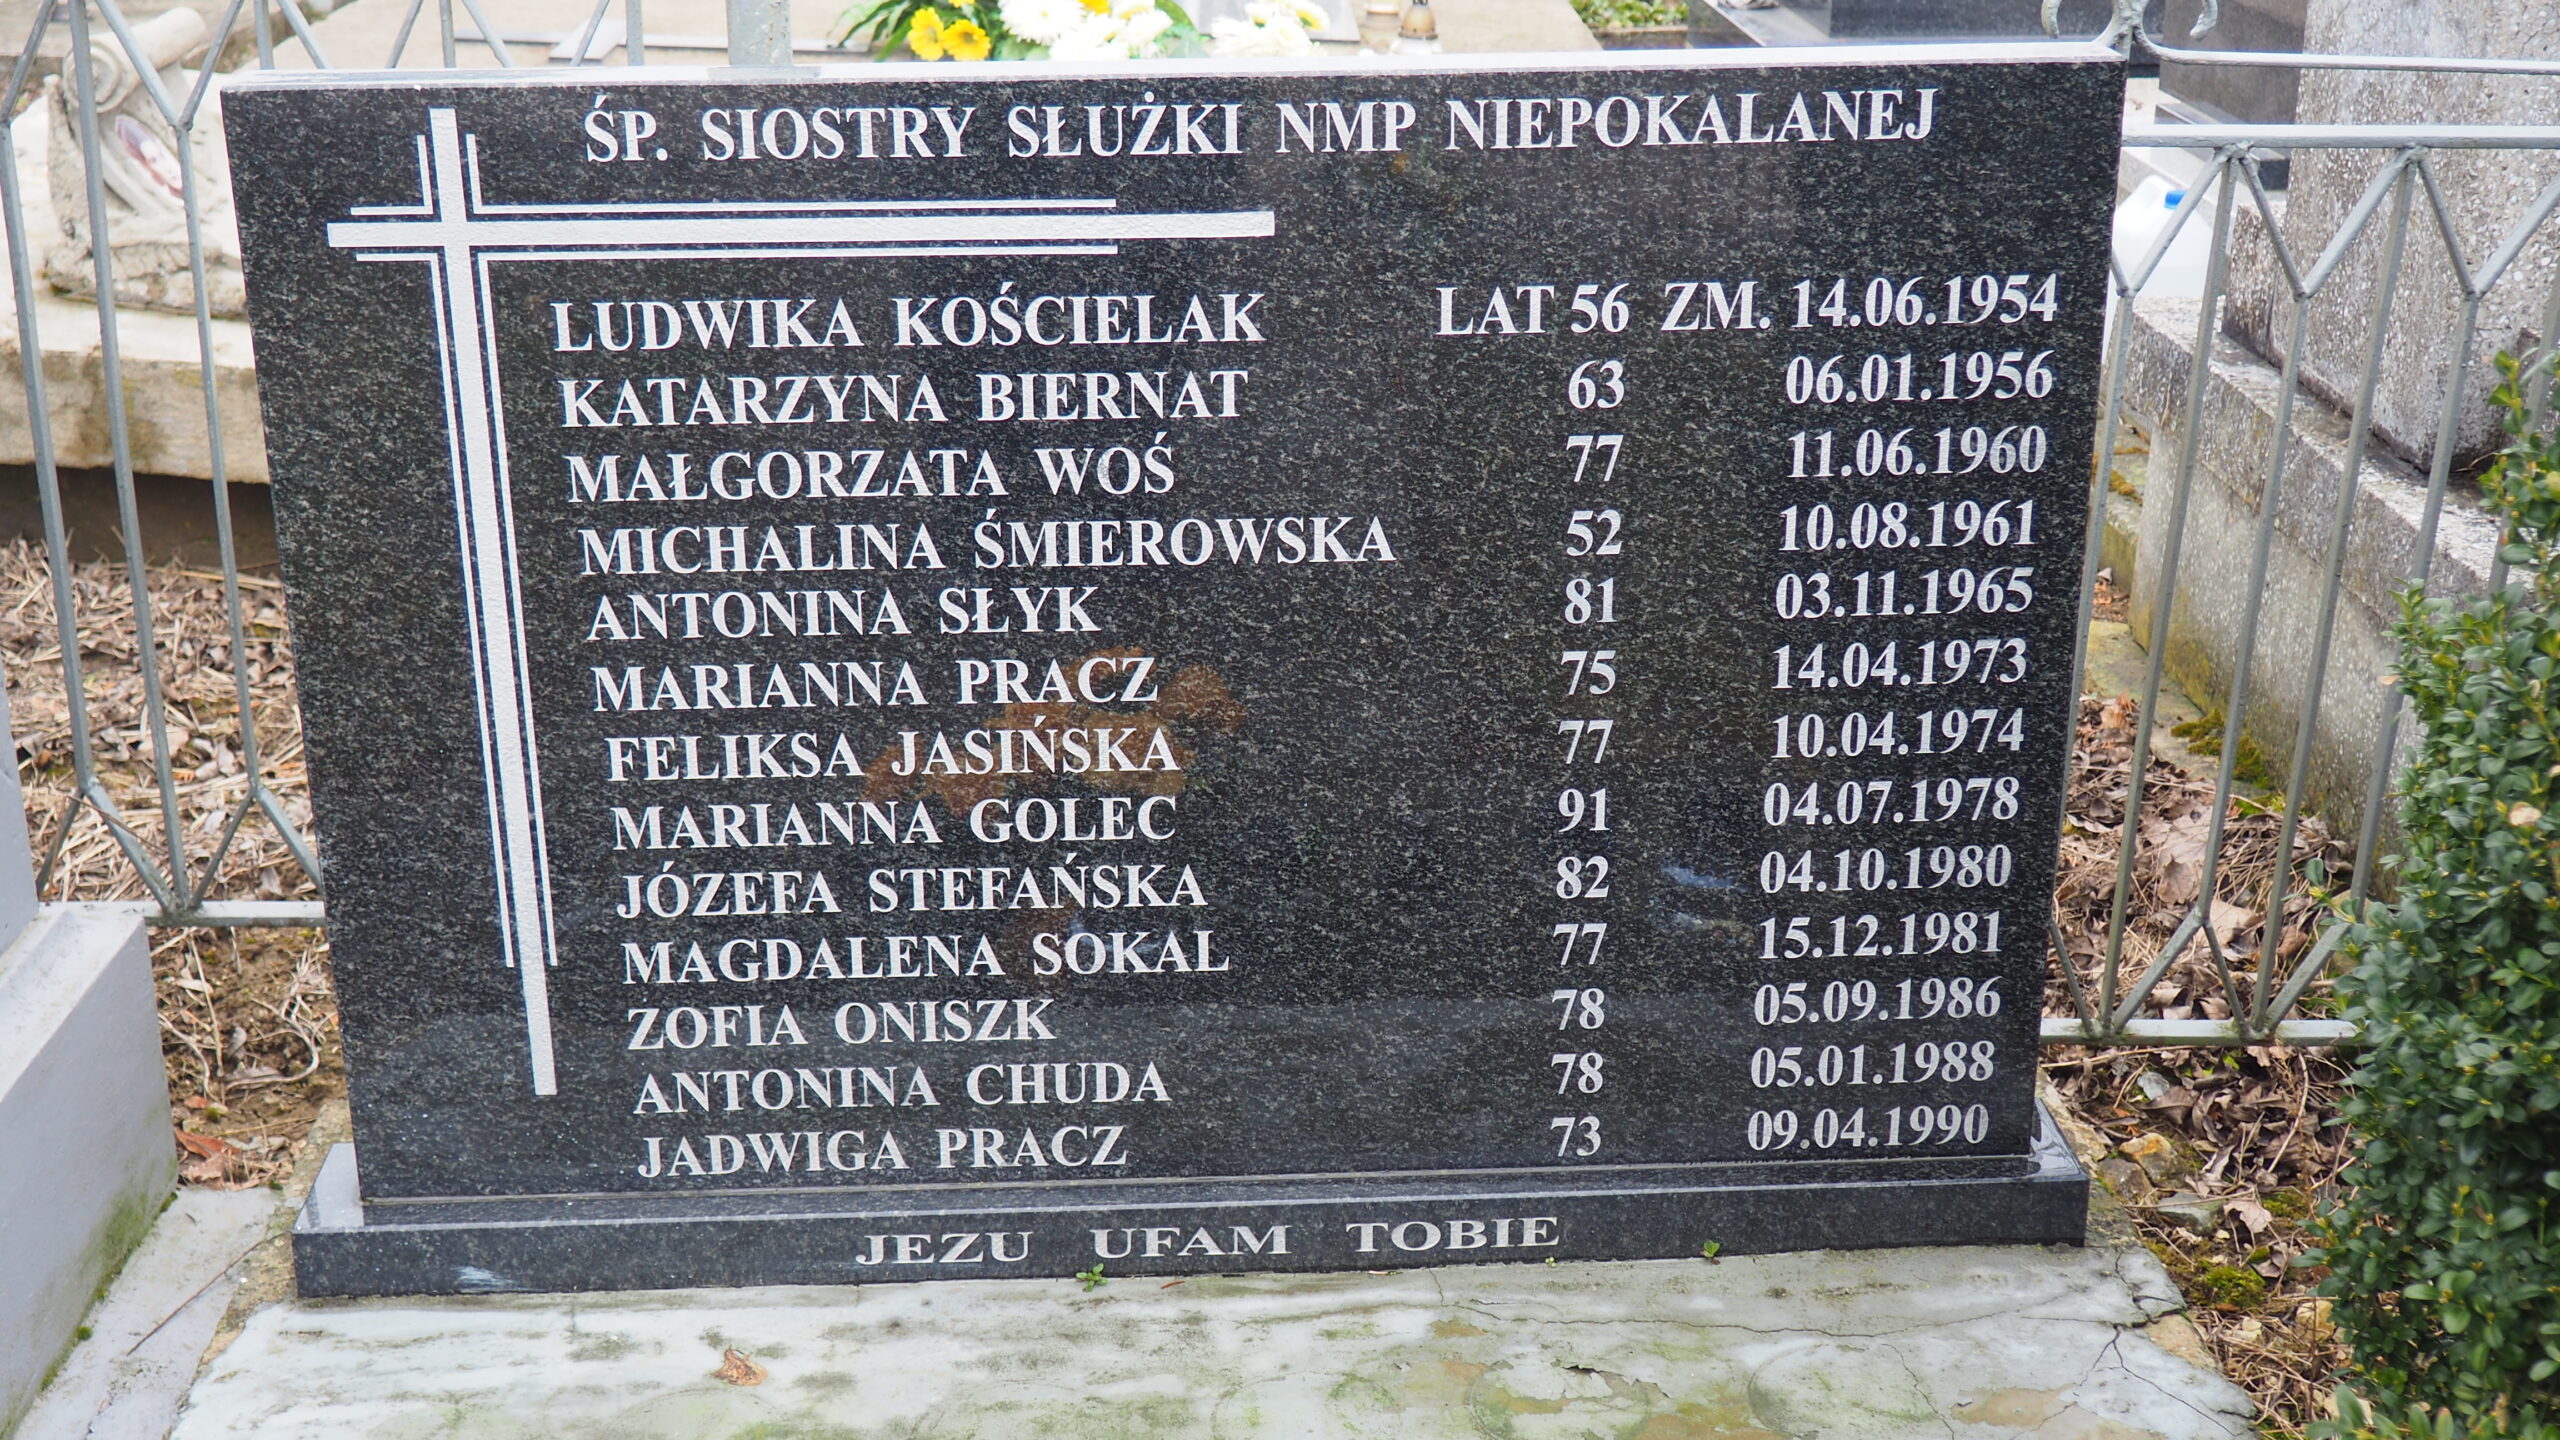 ŚP. SIOSTRY SŁUŻKI NMP NIEPOKALANEJ
LUDWIKA KOŚCIELAK LAT 56 ZM. 14.06.1954
KATARZYNA BIERNAT 63 06.01.1956
MAŁGORZATA WOŚ 77 11.06.1960
MICHALINA ŚMIEROWSKA 52 10.08.1961
ANTONINA SŁYK 81 03.11.1965
MARIANNA PRACZ 75 14.04.1973
FELIKSA JASIŃSKA 77 10.04.1974
MARIANNA GOLEC 91 04.07.1978
JÓZEFA STEFAŃSKA 82 04.10.1980
MAGDALENA SOKAL 77 15.12.1981
ZOFIA ONISZK 78 05.09.1986
ANTONINA CHUDA 78 05.01.1988
JADWIGA PRACZ 73 09.04.1990
JEZU UFAM TOBIE